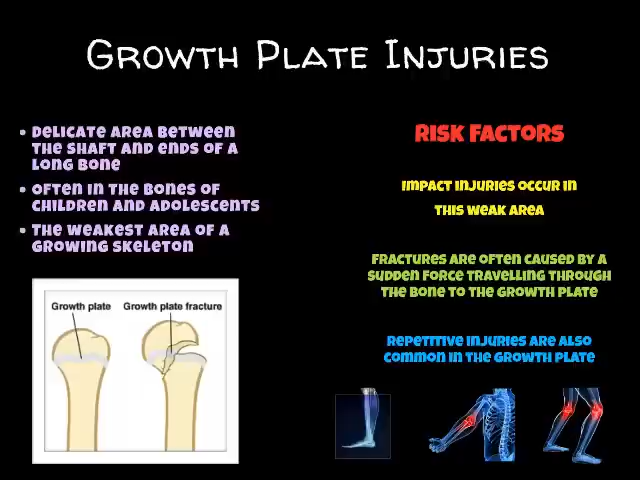 Growth Plate Injuries
Delicate area between
the shaft and ends of a
long bone
Often in the bones of
children and adolescents
The weakest area of a
growing skeleton
Growth plate
Growth plate fracture
Risk Factors
Impact injuries occur in
this weak area
Fractures are often caused by a
sudden force travelling through
the bone to the growth plate
Repetitive injuries are also
common in the growth plate